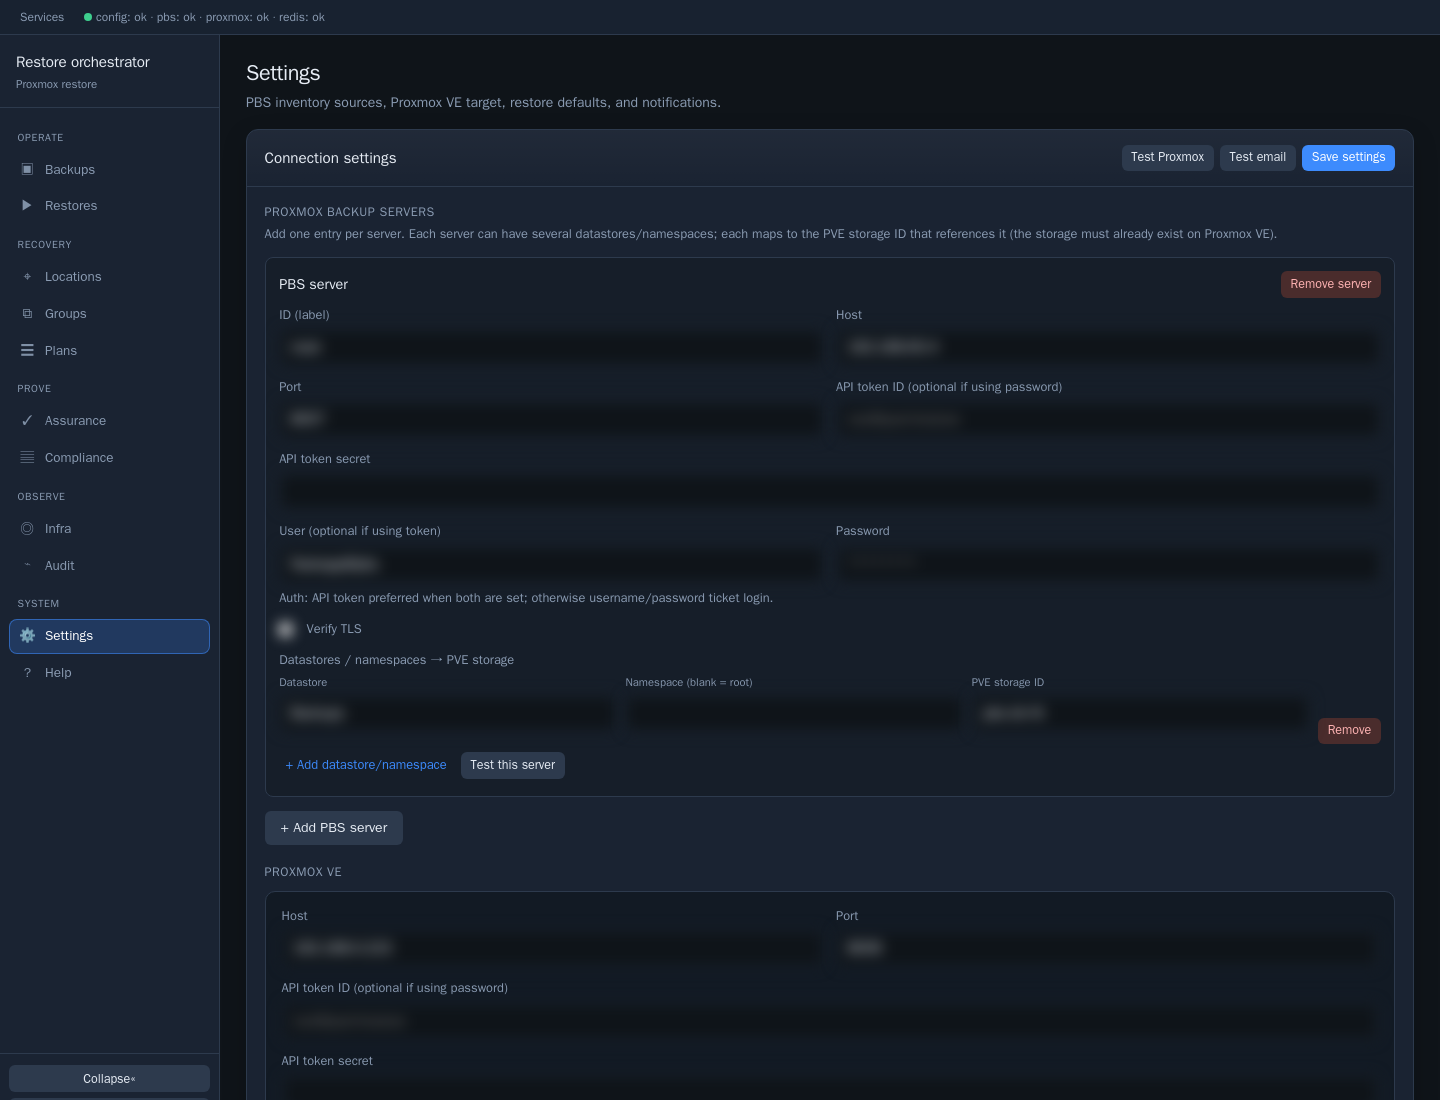 Services config: ok · pbs: ok · proxmox: ok · redis: ok
Restore orchestrator
Proxmox restore
OPERATE
Backups
Restores
RECOVERY
Locations
Groups
Plans
PROVE
Assurance
Compliance
OBSERVE
Infra
Audit
SYSTEM
Settings
? Help
Collapse«
Settings
PBS inventory sources, Proxmox VE target, restore defaults, and notifications.
Connection settings
Test Proxmox Test email Save settings
PROXMOX BACKUP SERVERS
Add one entry per server. Each server can have several datastores/namespaces; each maps to the PVE storage ID that references it (the storage must already exist on Proxmox VE).
PBS server Remove server
ID (label) Host
Port API token ID (optional if using password)
API token secret
User (optional if using token) Password
Auth: API token preferred when both are set; otherwise username/password ticket login.
Verify TLS
Datastores / namespaces → PVE storage
Datastore Namespace (blank = root) PVE storage ID
Remove
+ Add datastore/namespace Test this server
+ Add PBS server
PROXMOX VE
Host Port
API token ID (optional if using password)
API token secret